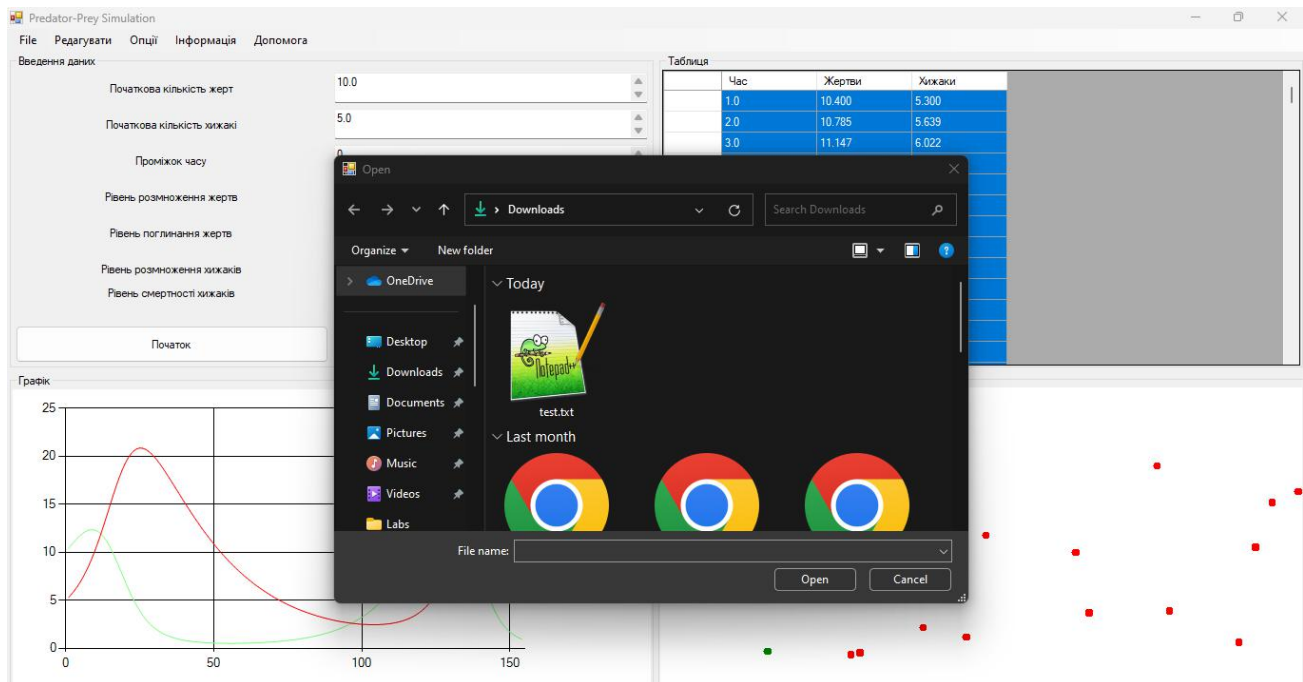 Predator-Prey Simulation
File Редагувати Опції Інформація Допомога
Введення даних
Початкова кількість жерт 10.0
Початкова кількість хижакі 5.0
Проміжок часу 0
Рівень розмноження жертв
Рівень поглинання жертв
Рівень розмноження хижаків
Рівень смертності хижаків
Початок
Таблиця
Час Жертви Хижаки
1.0 10.400 5.300
2.0 10.785 5.639
3.0 11.147 6.022
Open
Downloads
Search Downloads
Organize New folder
OneDrive
Desktop
Downloads
Documents
Pictures
Music
Videos
Labs
Today
Notepad++
test.txt
Last month
File name:
Open Cancel
Графік
25
20
15
10
5
0
0 50 100 150